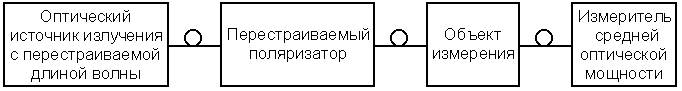 Оптический
источник излучения
с перестраиваемой
длиной волны
Перестраиваемый
поляризатор
Объект
измерения
Измеритель
средней
оптической
мощности